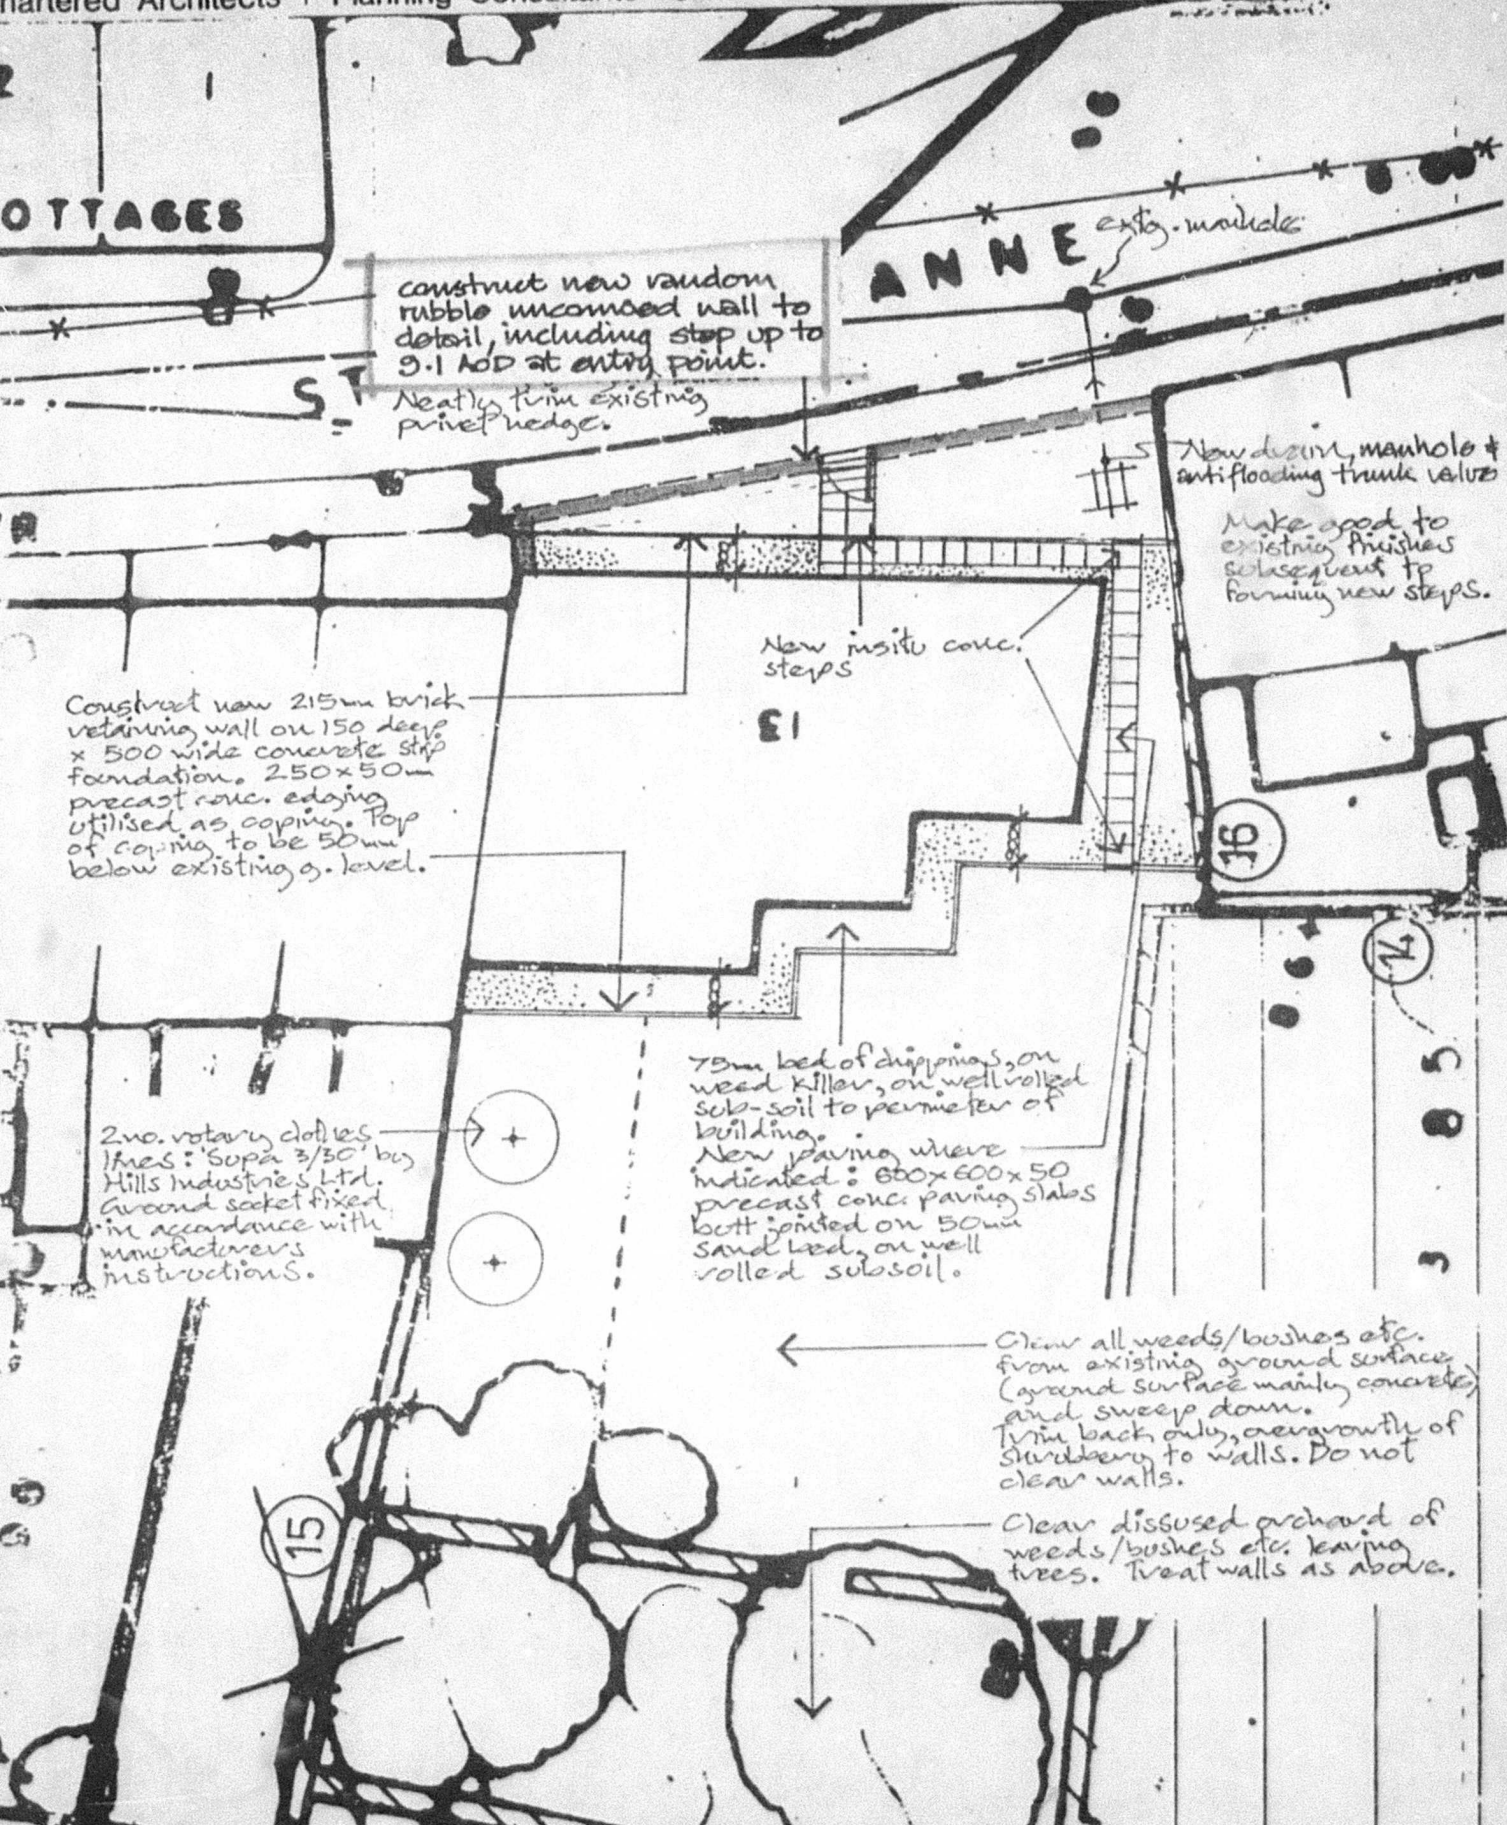 Chartered Architects + Planning Consultants
2
1
OTTAGES
construct new random
rubble uncoursed wall to
detail, including step up to
9.1 AOD at entry point.
Neatly trim existing
privet hedge.
ST
ANNE
extg. manhole
New drain, manhole &
antiflooding trunk valve
Make good to
existing finishes
subsequent to
forming new steps.
New insitu conc.
steps
13
Construct new 215mm brick
retaining wall on 150 deep
x 500 wide concrete strip
foundation. 250x50mm
precast conc. edging
utilised as coping. Top
of coping to be 50mm
below existing g. level.
16
14
75mm bed of chippings, on
weed killer, on well rolled
sub-soil to perimeter of
building.
New paving where
indicated: 600x600x50
precast conc. paving slabs
butt jointed on 50mm
sand bed, on well
rolled subsoil.
2no. rotary clothes
lines: 'Supa 3/30' by
Hills Industries Ltd.
Ground socket fixed
in accordance with
manufacturers
instructions.
Clear all weeds/bushes etc.
from existing ground surface
(ground surface mainly concrete)
and sweep down.
Trim back only, overgrowth of
shrubbery to walls. Do not
clear walls.
15
Clear dissused orchard of
weeds/bushes etc. leaving
trees. Treat walls as above.